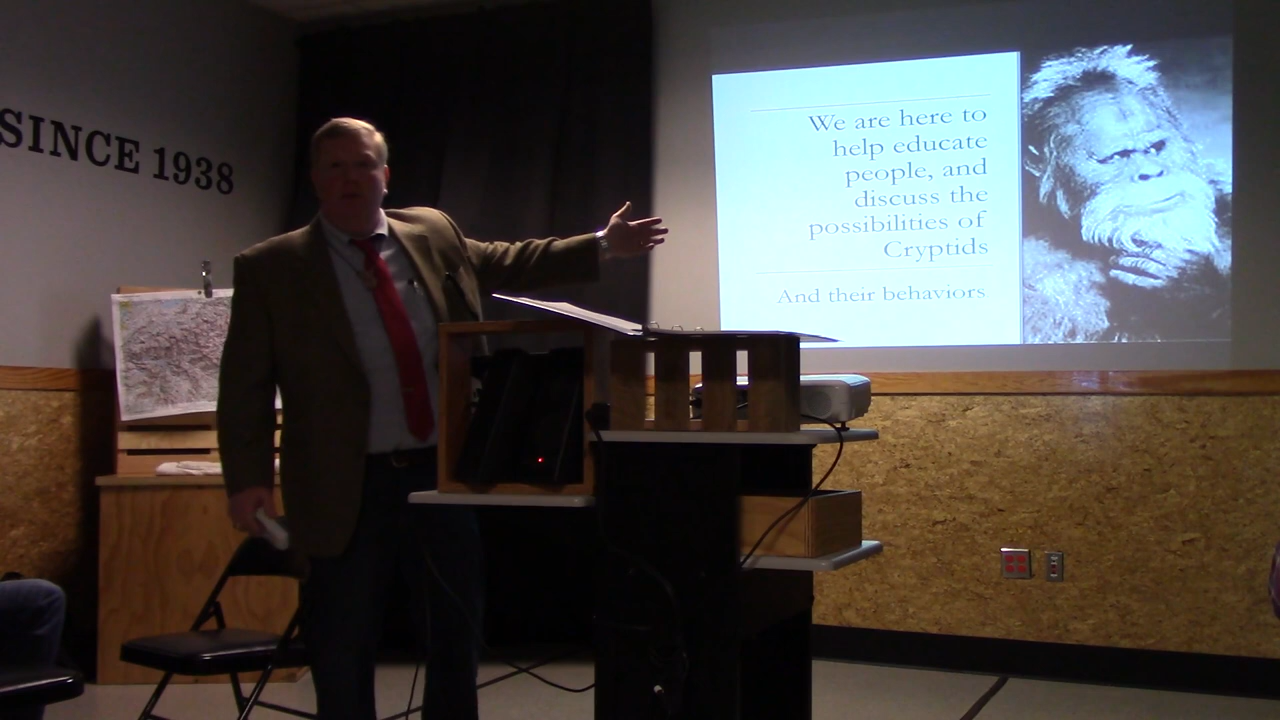 SINCE 1938
We are here to
help educate
people, and
discuss the
possibilities of
Cryptids
And their behaviors